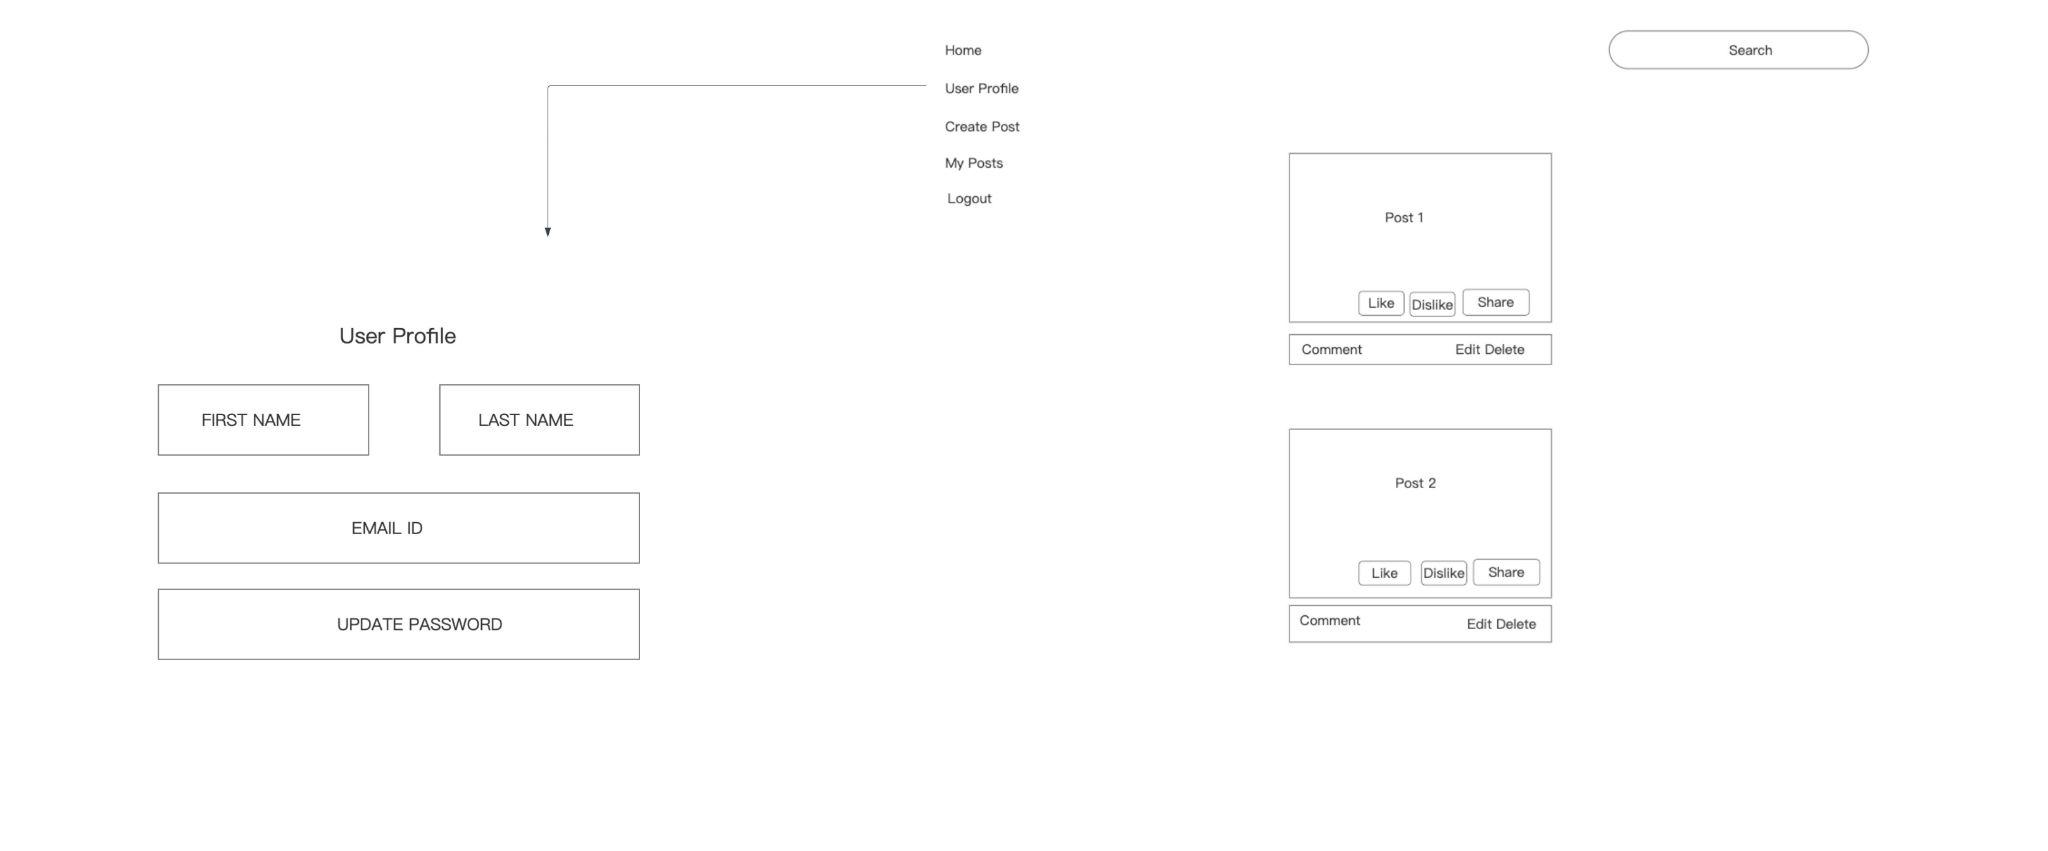 Home
Search
User Profile
Create Post
My Posts
Logout
Post 1
Like Dislike Share
Comment Edit Delete
User Profile
FIRST NAME LAST NAME
EMAIL ID
UPDATE PASSWORD
Post 2
Like Dislike Share
Comment Edit Delete